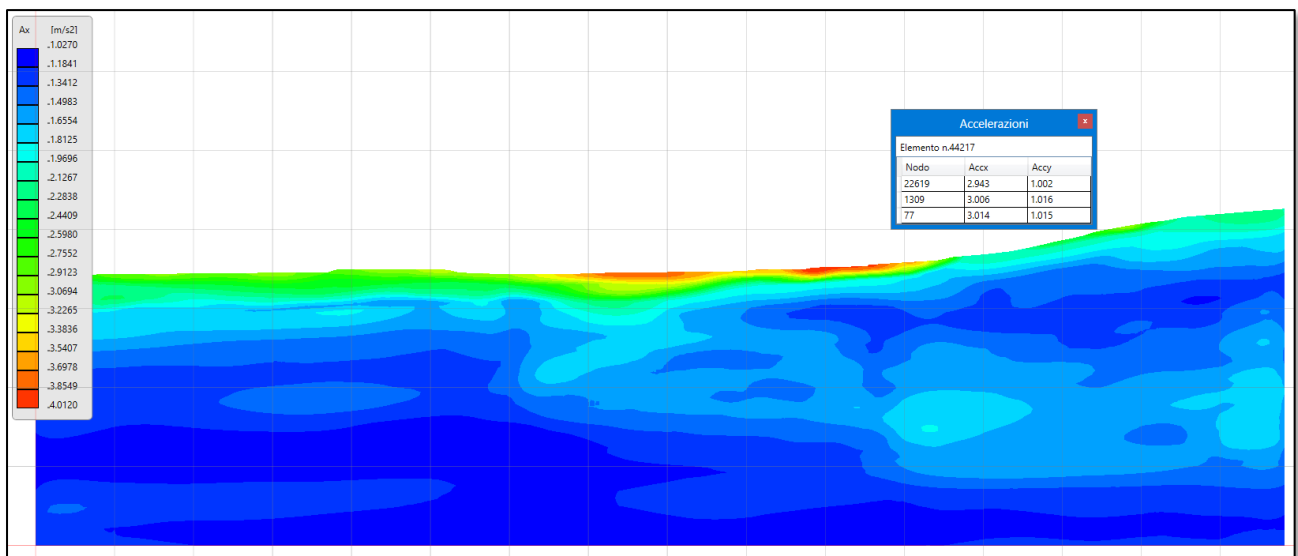 Ax [m/s2]
1.0270
1.1841
1.3412
1.4983
1.6554
1.8125
1.9696
2.1267
2.2838
2.4409
2.5980
2.7552
2.9123
3.0694
3.2265
3.3836
3.5407
3.6978
3.8549
4.0120
Accelerazioni x
Elemento n.44217
Nodo Accx Accy
22619 2.943 1.002
1309 3.006 1.016
77 3.014 1.015